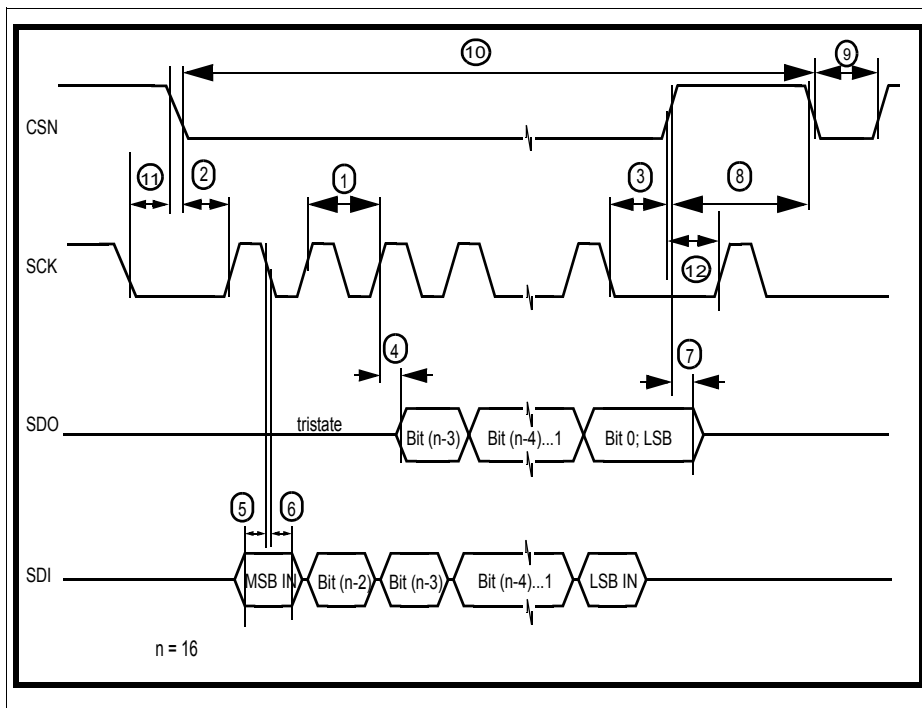 10
9
CSN
11
2
1
3
8
SCK
12
4
7
SDO
tristate
Bit (n-3)
Bit (n-4)...1
Bit 0; LSB
5
6
SDI
MSB IN
Bit (n-2)
Bit (n-3)
Bit (n-4)...1
LSB IN
n = 16